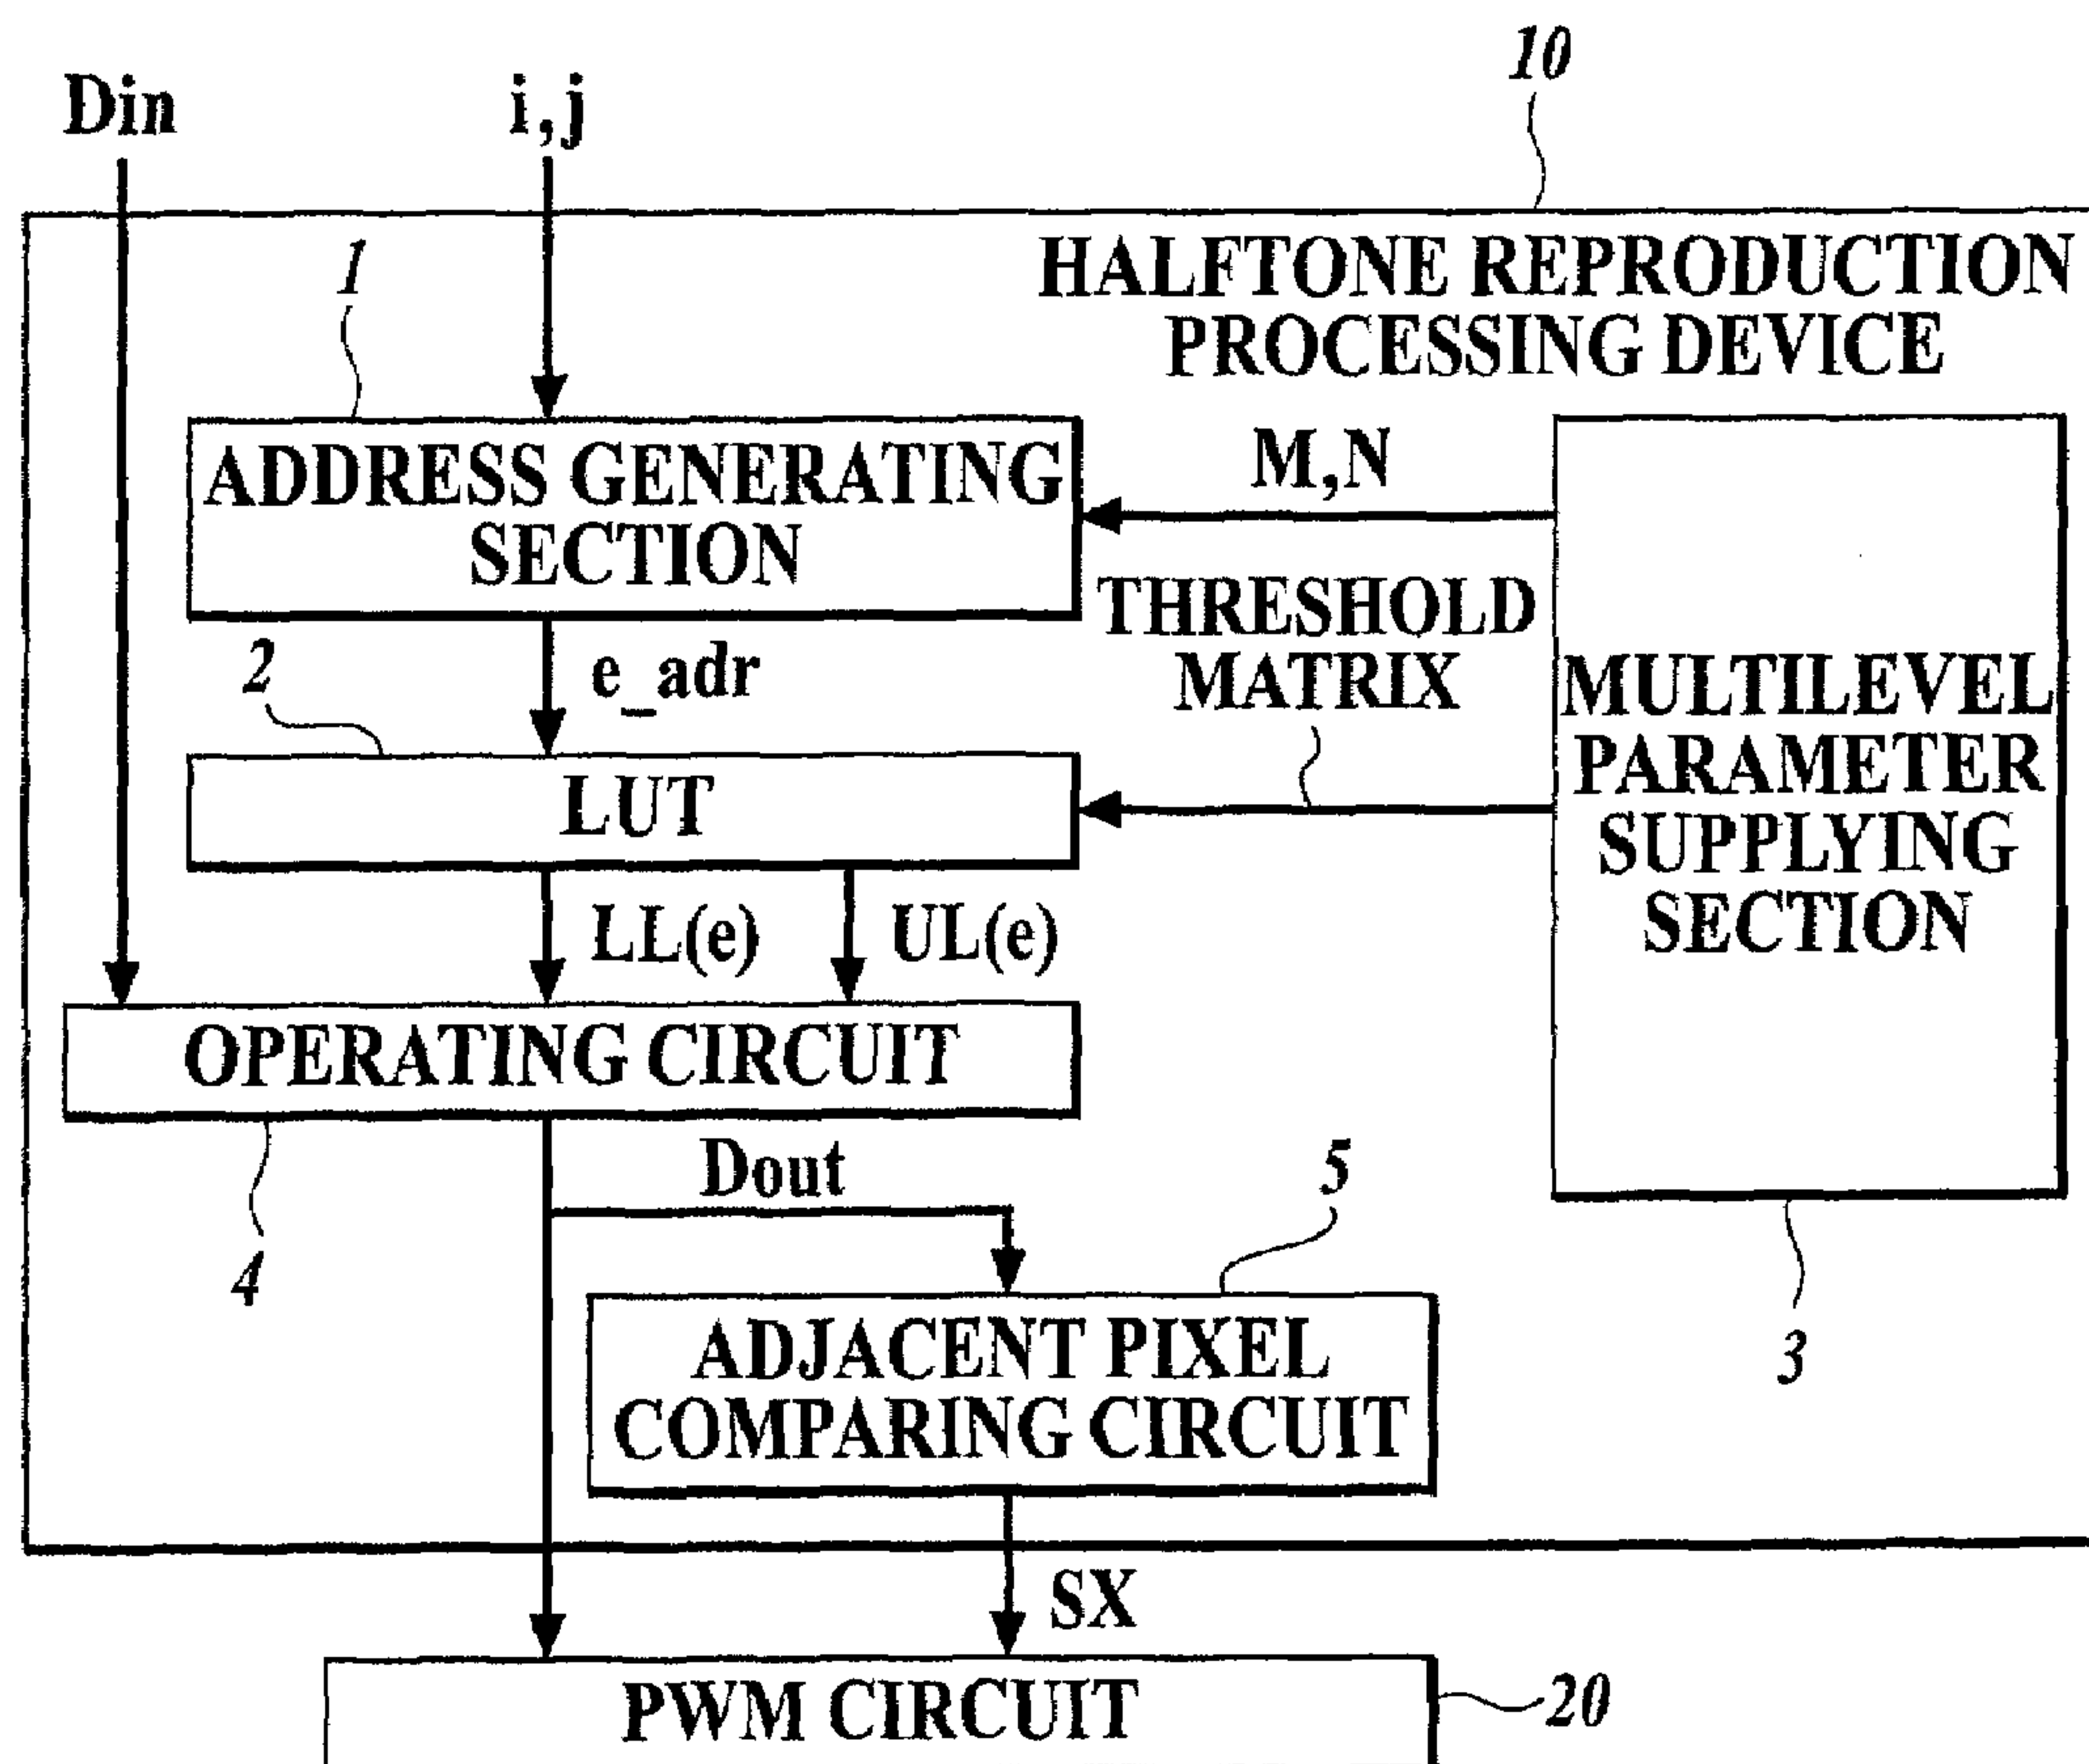 10
Din
i,j
HALFTONE REPRODUCTION
PROCESSING DEVICE
1
ADDRESS GENERATING
SECTION
M,N
THRESHOLD
MATRIX
2
e_adr
LUT
MULTILEVEL
PARAMETER
SUPPLYING
SECTION
LL(e)
UL(e)
OPERATING CIRCUIT
Dout
5
4
3
ADJACENT PIXEL
COMPARING CIRCUIT
SX
PWM CIRCUIT
20